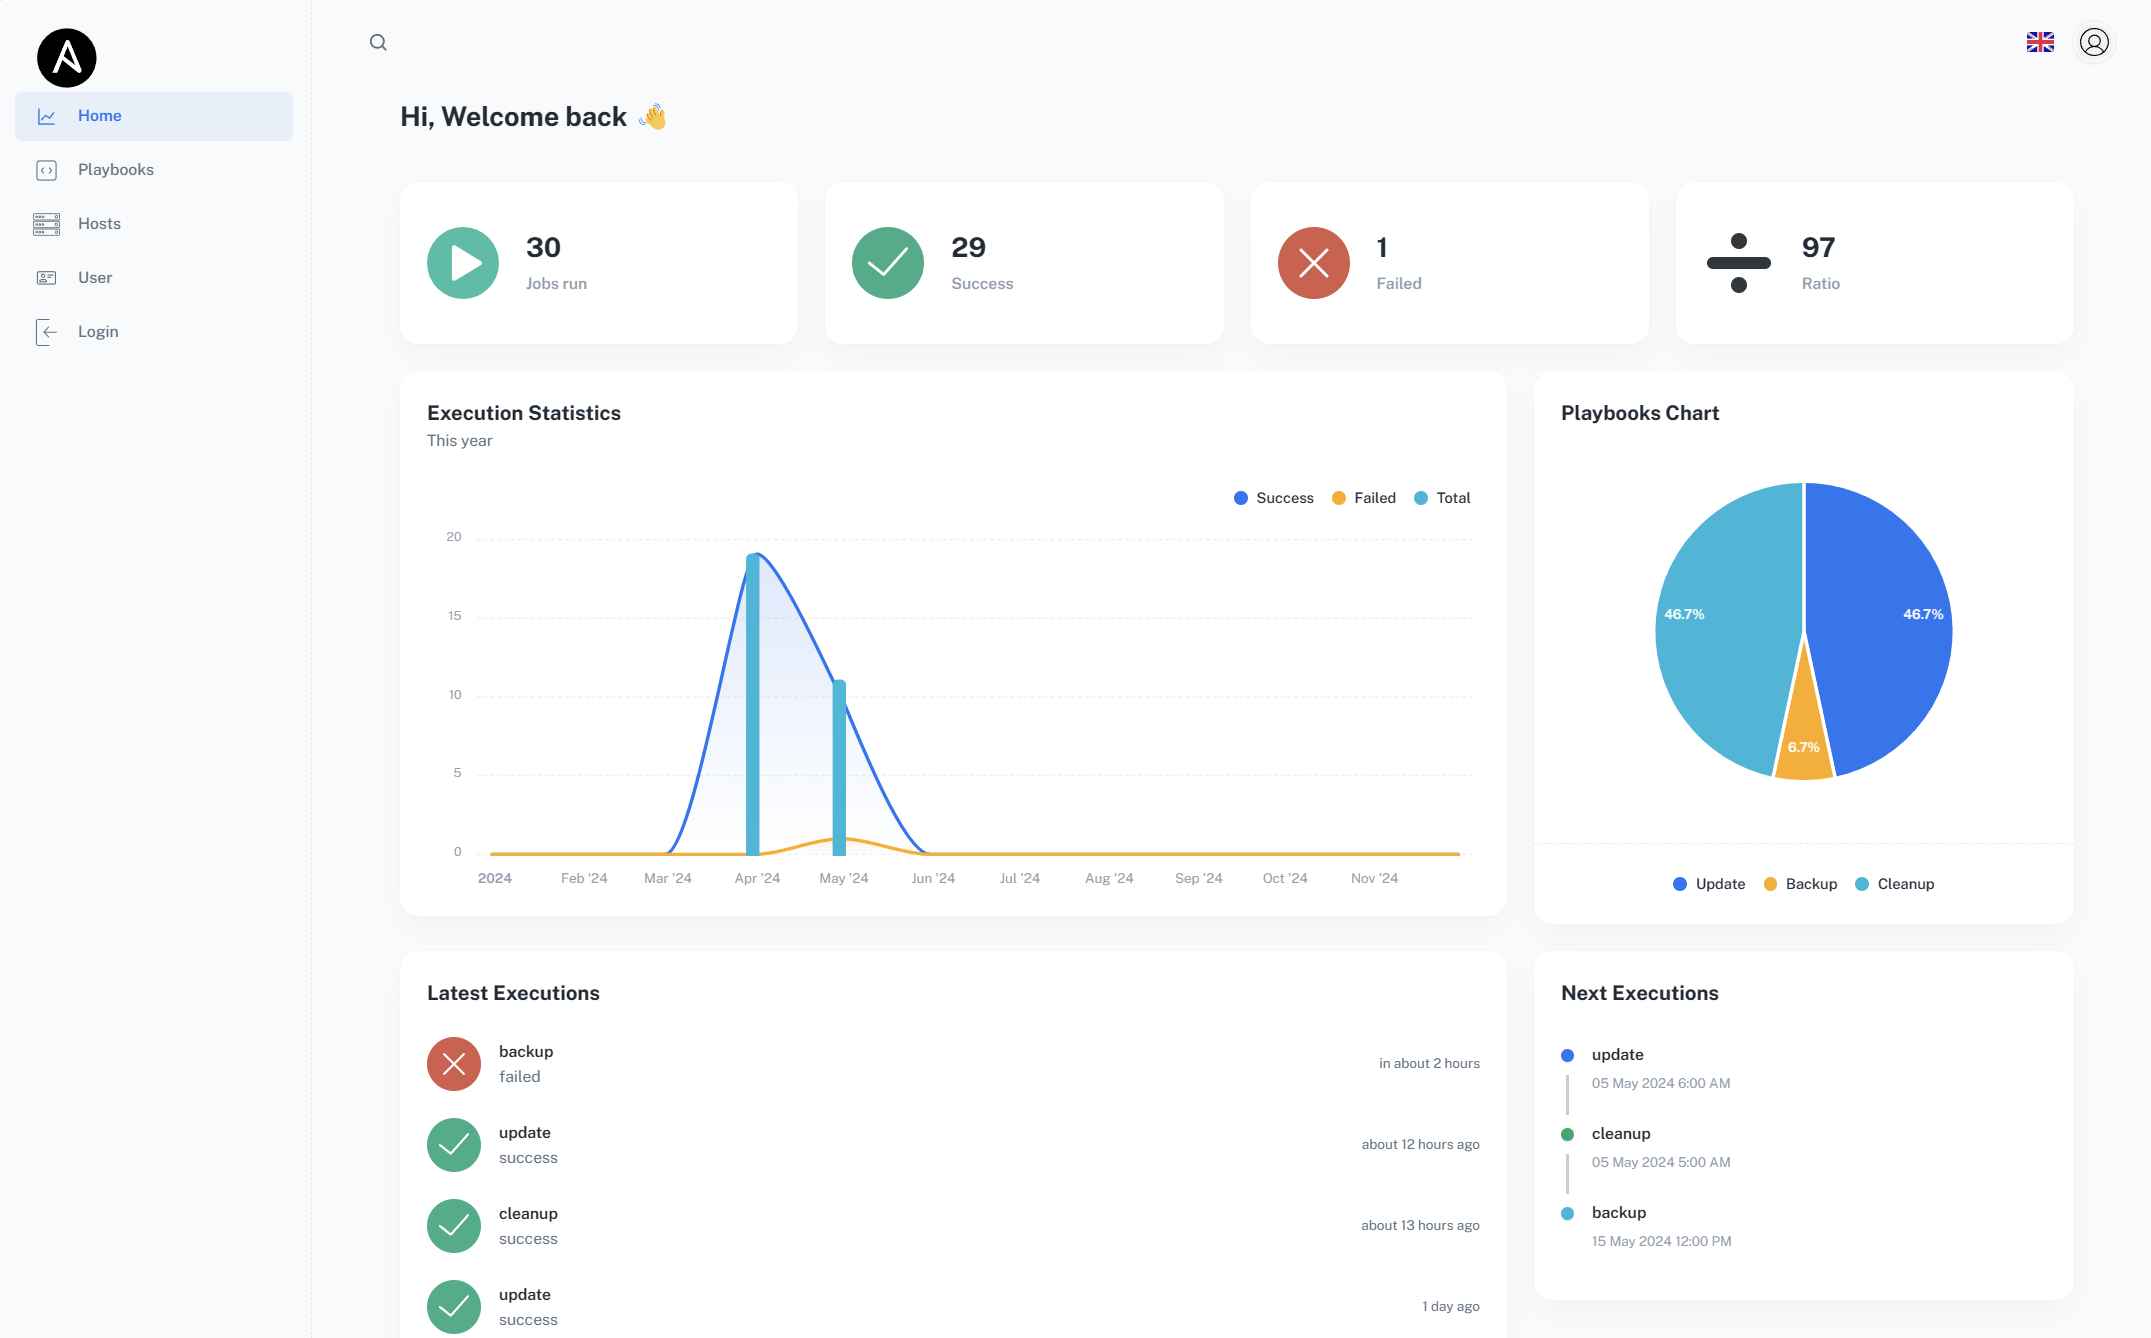 Home
Playbooks
Hosts
User
Login
Hi, Welcome back 👋
30
Jobs run
29
Success
1
Failed
97
Ratio
Execution Statistics
This year
Success Failed Total
20
15
10
5
0
2024 Feb '24 Mar '24 Apr '24 May '24 Jun '24 Jul '24 Aug '24 Sep '24 Oct '24 Nov '24
Playbooks Chart
46.7% 46.7%
6.7%
Update Backup Cleanup
Latest Executions
backup
failed
in about 2 hours
update
success
about 12 hours ago
cleanup
success
about 13 hours ago
update
success
1 day ago
Next Executions
update
05 May 2024 6:00 AM
cleanup
05 May 2024 5:00 AM
backup
15 May 2024 12:00 PM